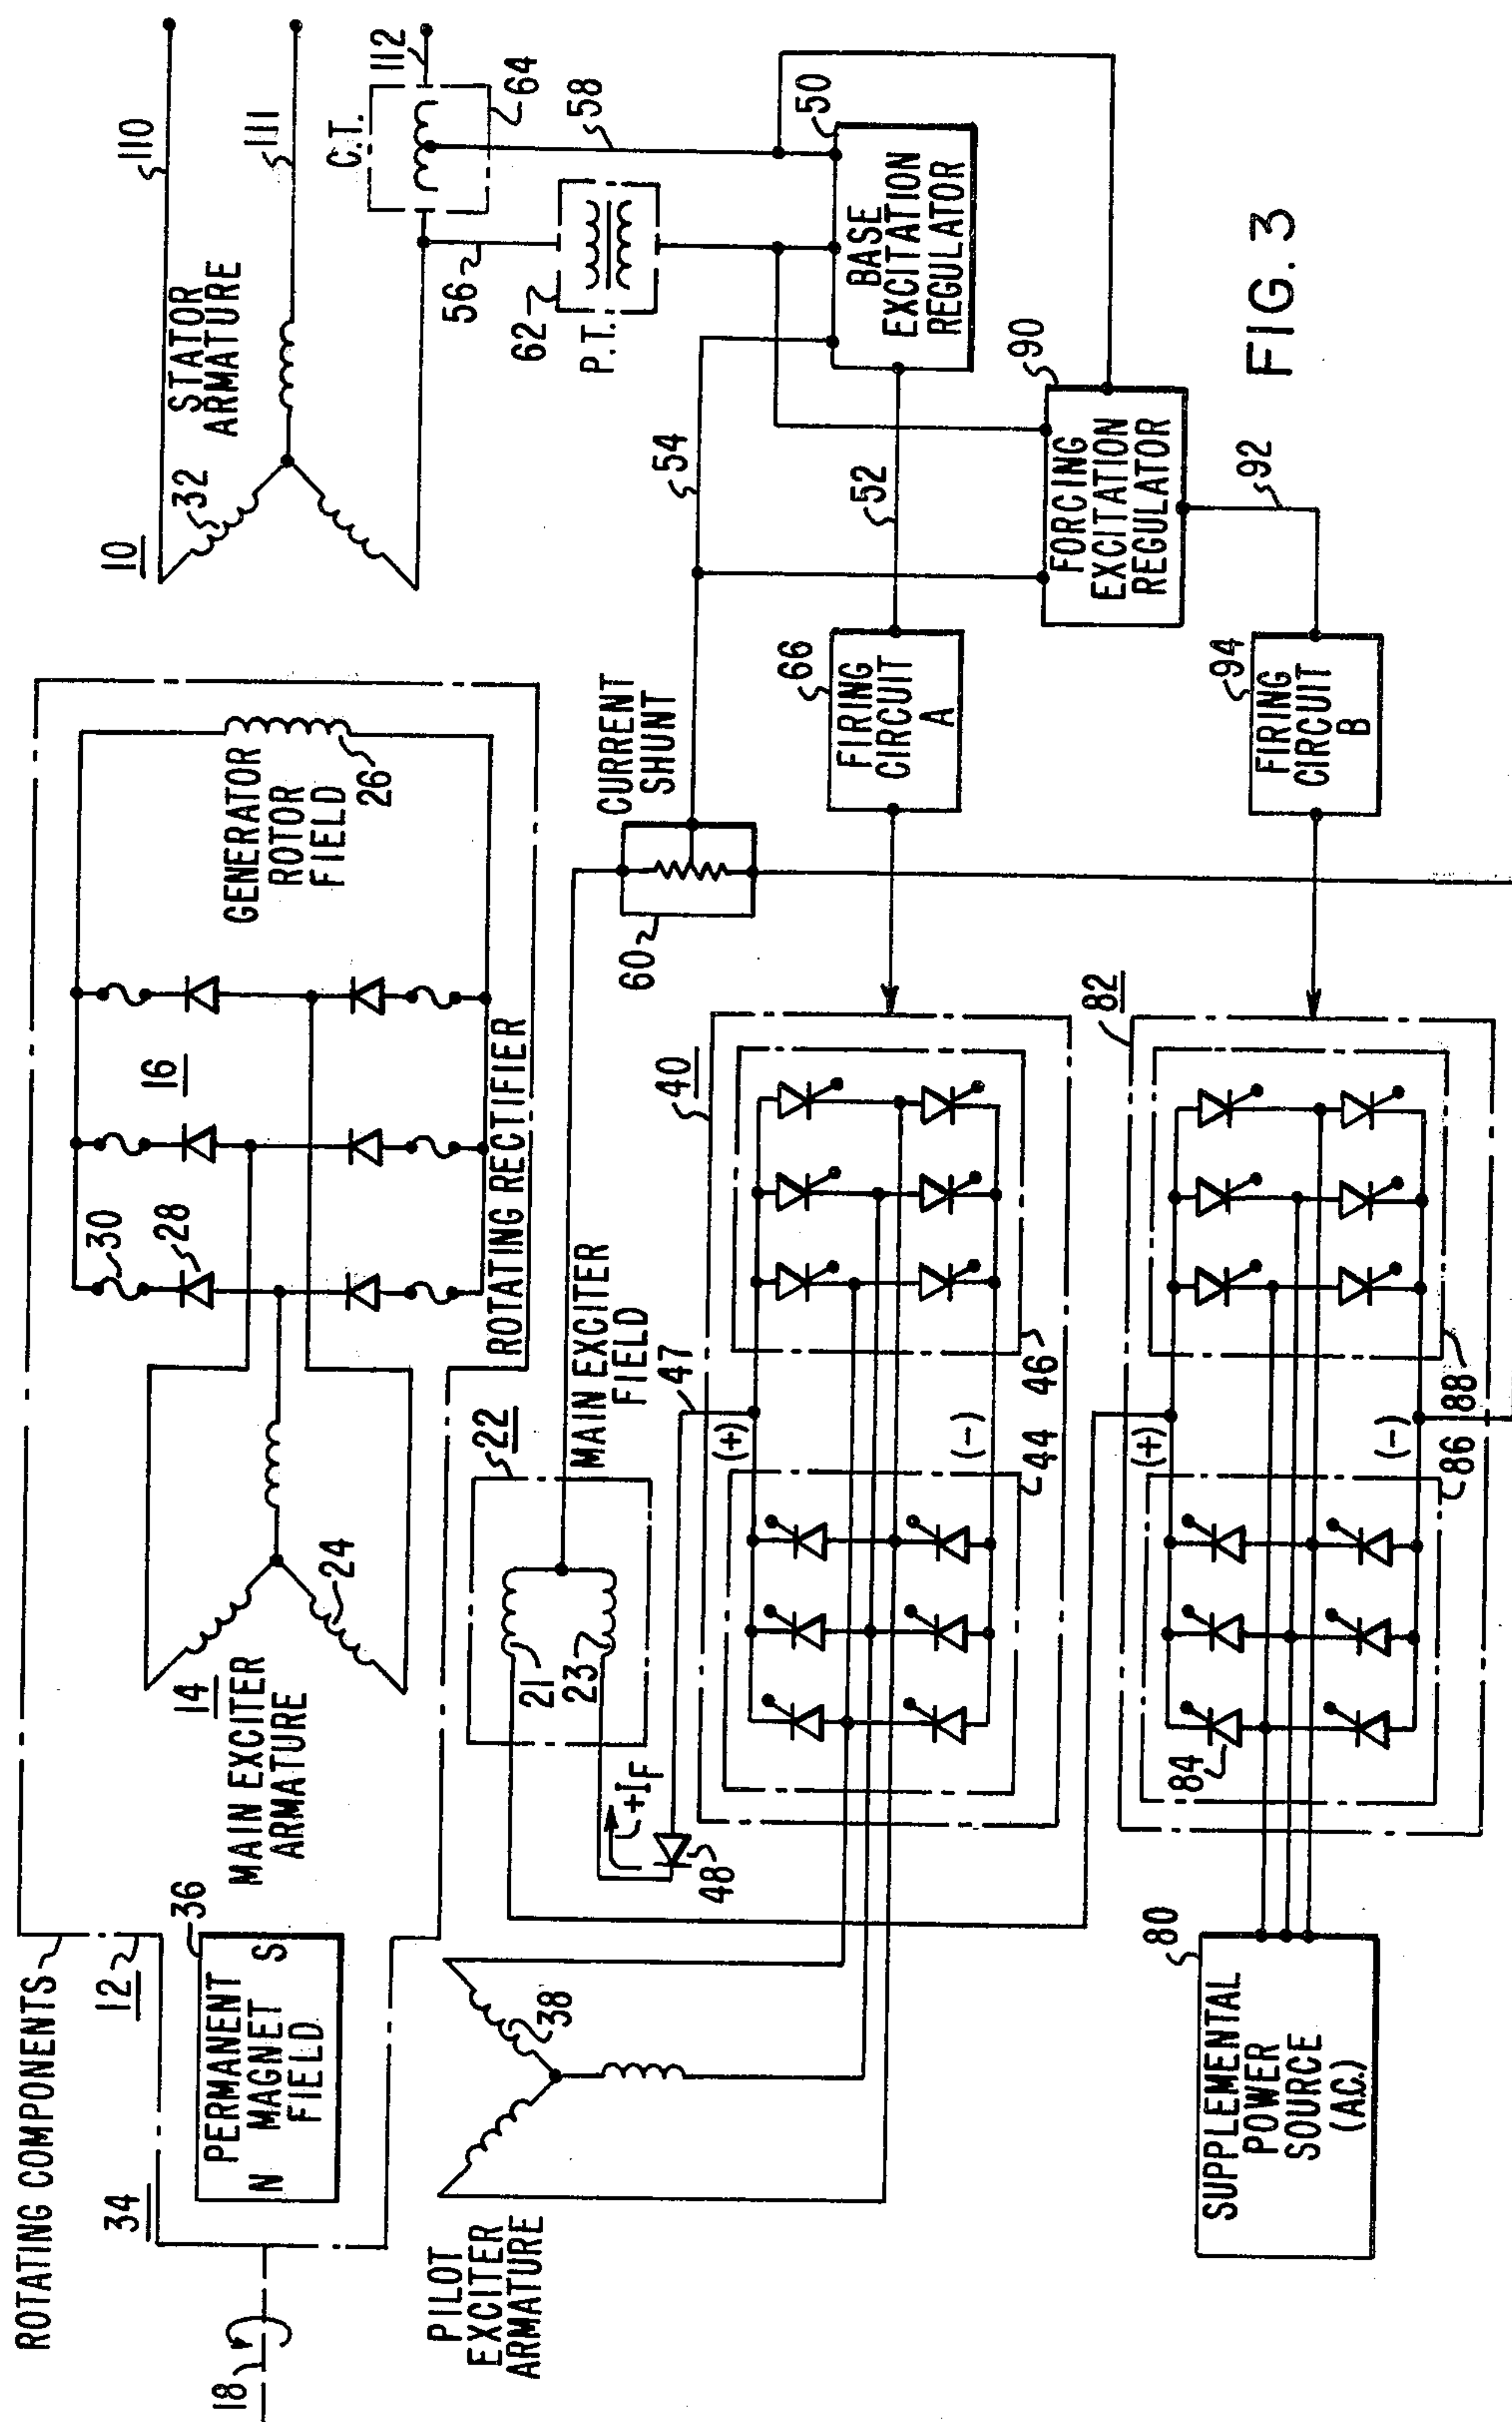 ROTATING COMPONENTS
12
34
18
36
PERMANENT
MAGNET
FIELD
N
S
14
MAIN EXCITER
ARMATURE
24
30
28
16
ROTATING RECTIFIER
GENERATOR
ROTOR
FIELD
26
10
32
STATOR
ARMATURE
110
111
112
C.T.
64
58
56
62
P.T.
50
BASE
EXCITATION
REGULATOR
54
52
90
FORCING
EXCITATION
REGULATOR
92
CURRENT
SHUNT
60
66
FIRING
CIRCUIT
A
94
FIRING
CIRCUIT
B
22
MAIN EXCITER
FIELD
21
23
+IF
48
47
40
(+)
(-)
44
46
PILOT
EXCITER
ARMATURE
38
80
SUPPLEMENTAL
POWER
SOURCE
(A.C.)
82
84
(+)
(-)
86
88
FIG. 3